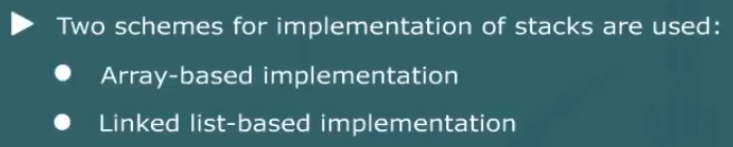 Two schemes for implementation of stacks are used:
Array-based implementation
Linked list-based implementation